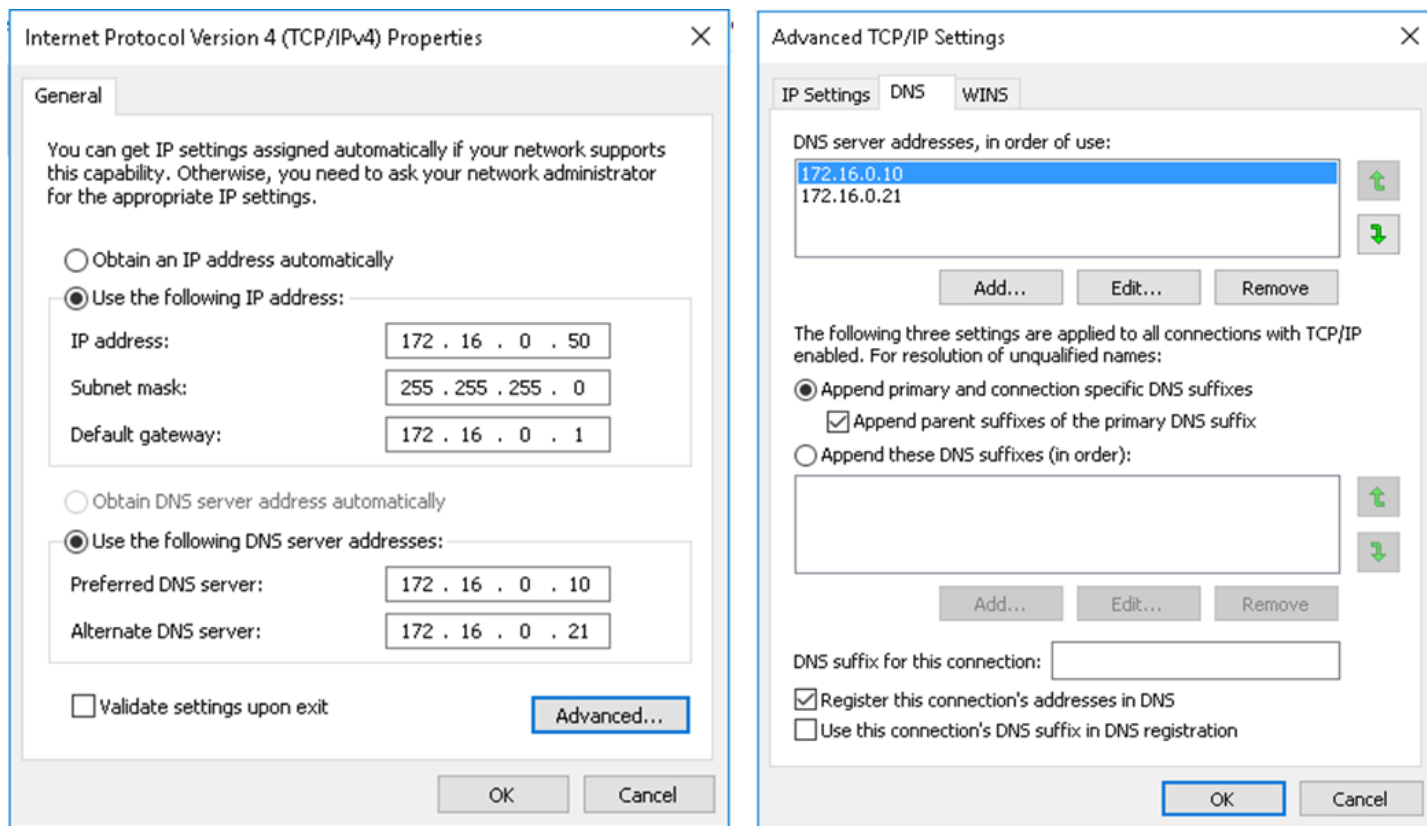 Internet Protocol Version 4 (TCP/IPv4) Properties
General
You can get IP settings assigned automatically if your network supports
this capability. Otherwise, you need to ask your network administrator
for the appropriate IP settings.
Obtain an IP address automatically
Use the following IP address:
IP address: 172 . 16 . 0 . 50
Subnet mask: 255 . 255 . 255 . 0
Default gateway: 172 . 16 . 0 . 1
Obtain DNS server address automatically
Use the following DNS server addresses:
Preferred DNS server: 172 . 16 . 0 . 10
Alternate DNS server: 172 . 16 . 0 . 21
Validate settings upon exit
Advanced...
OK Cancel
Advanced TCP/IP Settings
IP Settings DNS WINS
DNS server addresses, in order of use:
172.16.0.10
172.16.0.21
Add... Edit... Remove
The following three settings are applied to all connections with TCP/IP
enabled. For resolution of unqualified names:
Append primary and connection specific DNS suffixes
Append parent suffixes of the primary DNS suffix
Append these DNS suffixes (in order):
Add... Edit... Remove
DNS suffix for this connection:
Register this connection's addresses in DNS
Use this connection's DNS suffix in DNS registration
OK Cancel